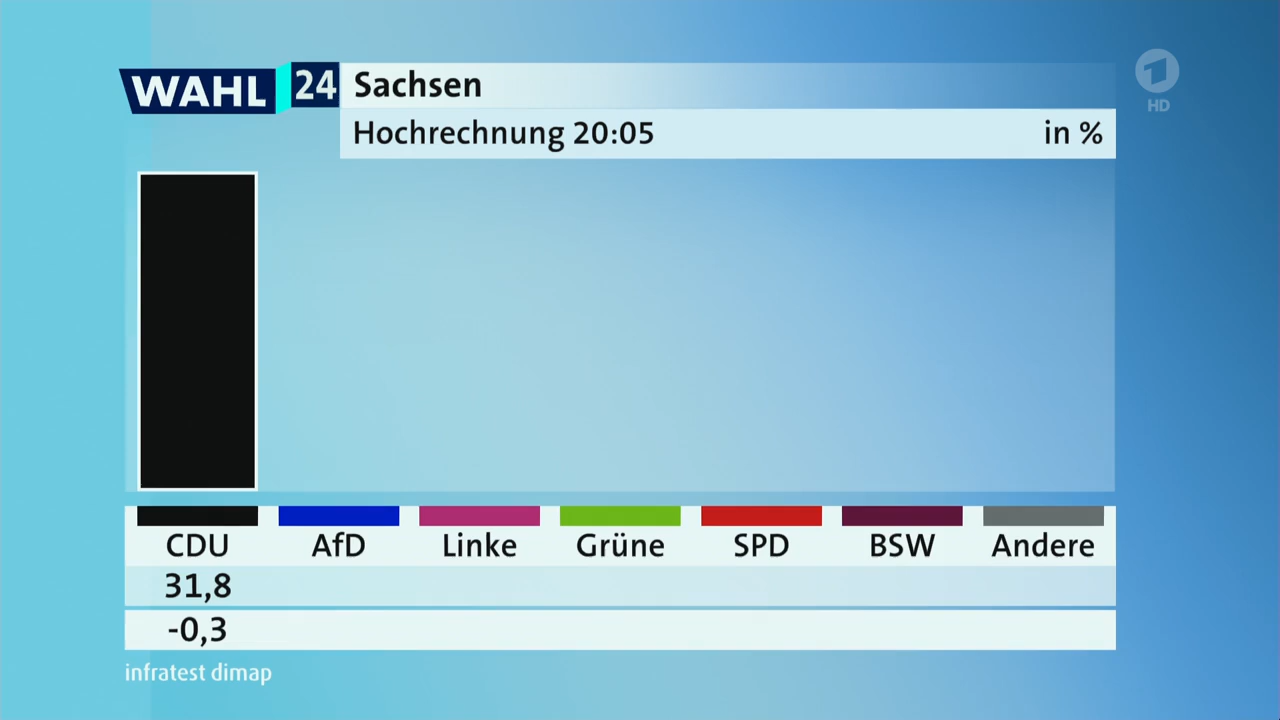 WAHL 24
Sachsen
1
HD
Hochrechnung 20:05 in %
CDU AfD Linke Grüne SPD BSW Andere
31,8
-0,3
infratest dimap